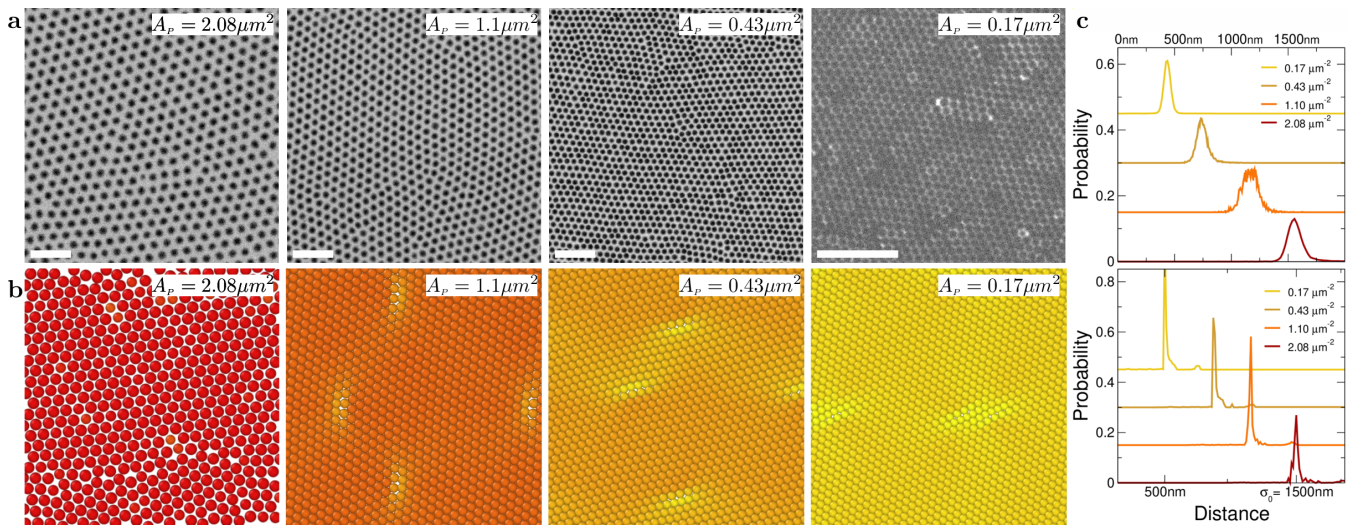 a
A_P = 2.08μm²
A_P = 1.1μm²
A_P = 0.43μm²
A_P = 0.17μm²
c
0nm 500nm 1000nm 1500nm
0.6
0.4
0.2
0
Probability
0.17 μm⁻²
0.43 μm⁻²
1.10 μm⁻²
2.08 μm⁻²
b
A_P = 2.08μm²
A_P = 1.1μm²
A_P = 0.43μm²
A_P = 0.17μm²
0.8
0.6
0.4
0.2
0
Probability
0.17 μm⁻²
0.43 μm⁻²
1.10 μm⁻²
2.08 μm⁻²
500nm σ₀= 1500nm
Distance